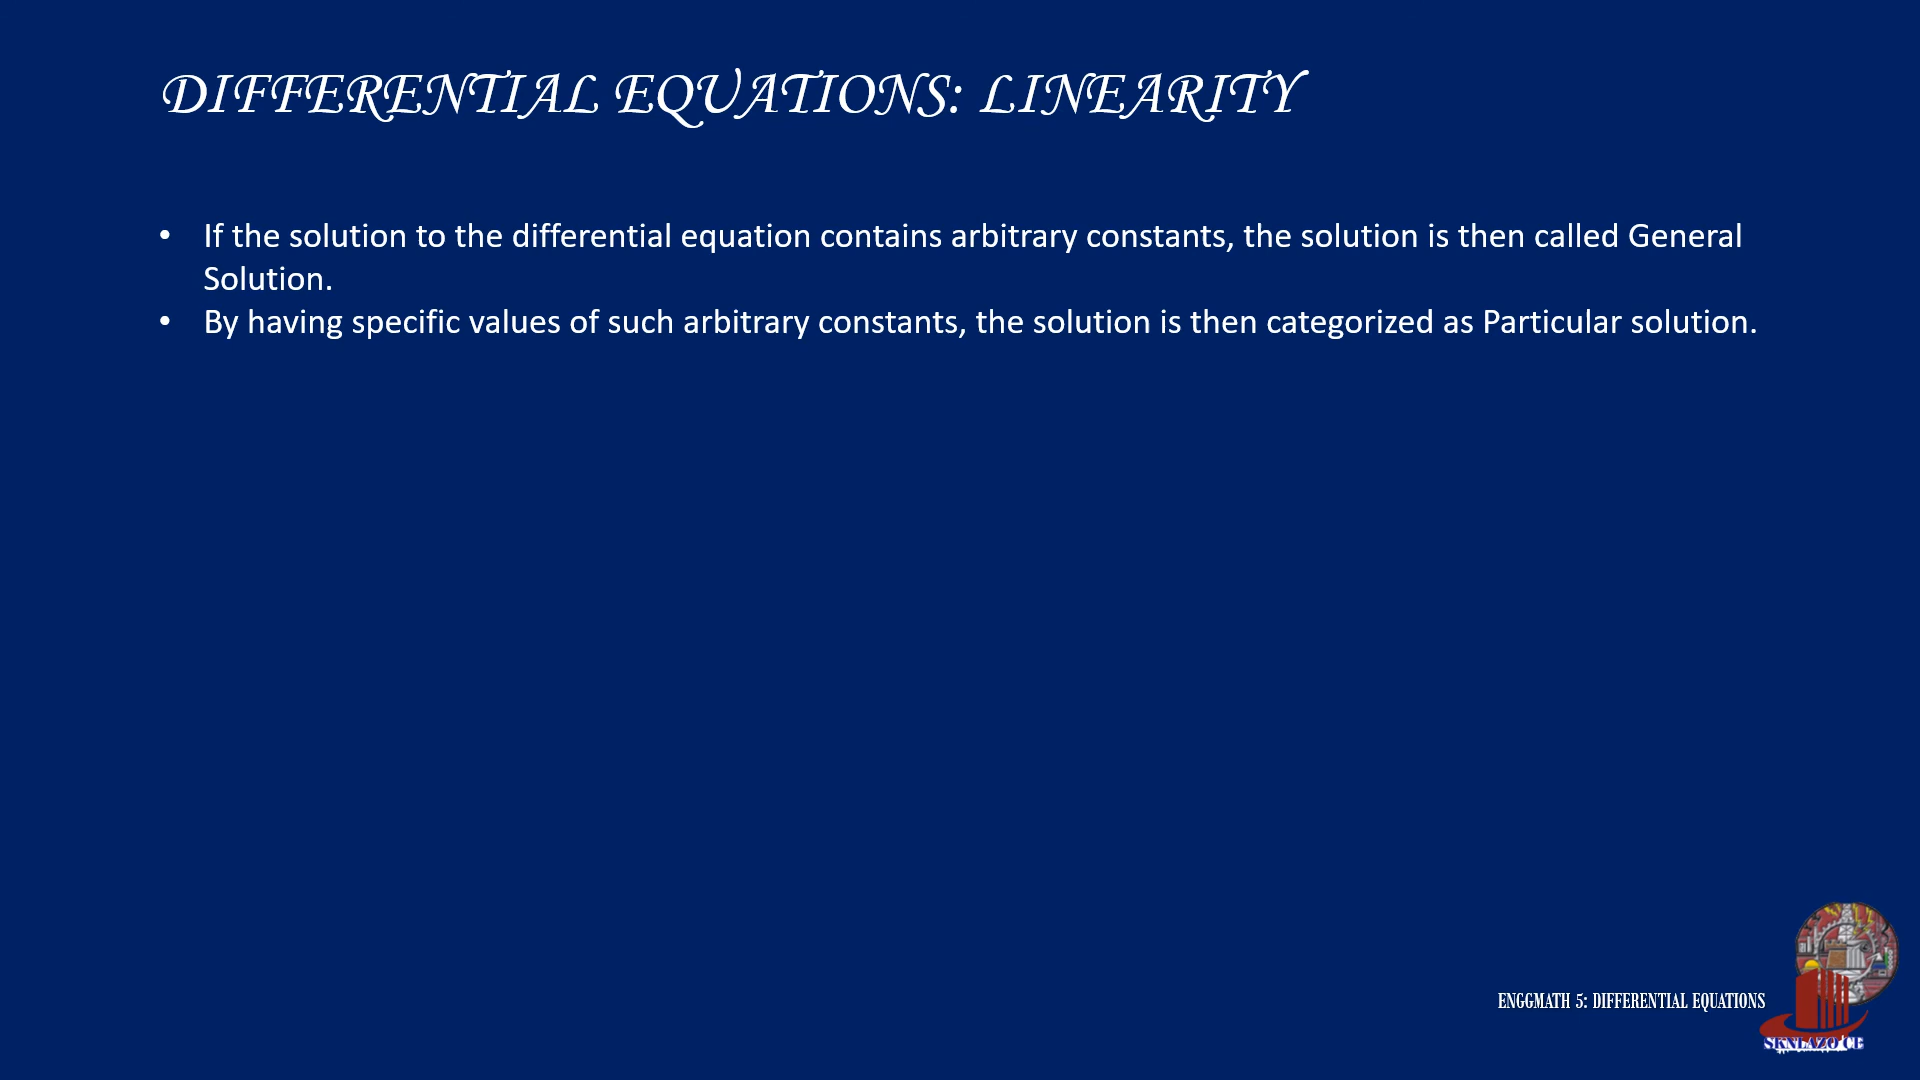 DIFFERENTIAL EQUATIONS: LINEARITY
• If the solution to the differential equation contains arbitrary constants, the solution is then called General
Solution.
• By having specific values of such arbitrary constants, the solution is then categorized as Particular solution.
ENGGMATH 5: DIFFERENTIAL EQUATIONS